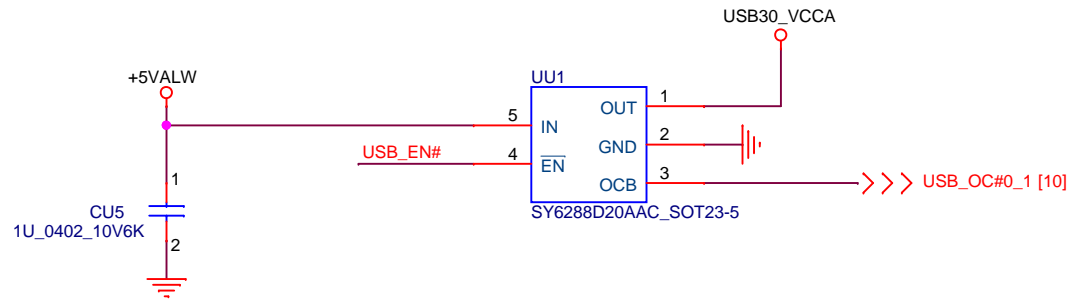 USB30_VCCA
+5VALW
UU1
1
OUT
5
IN
2
GND
USB_EN#
4
EN
3
OCB
USB_OC#0_1 [10]
SY6288D20AAC_SOT23-5
1
CU5
1U_0402_10V6K
2